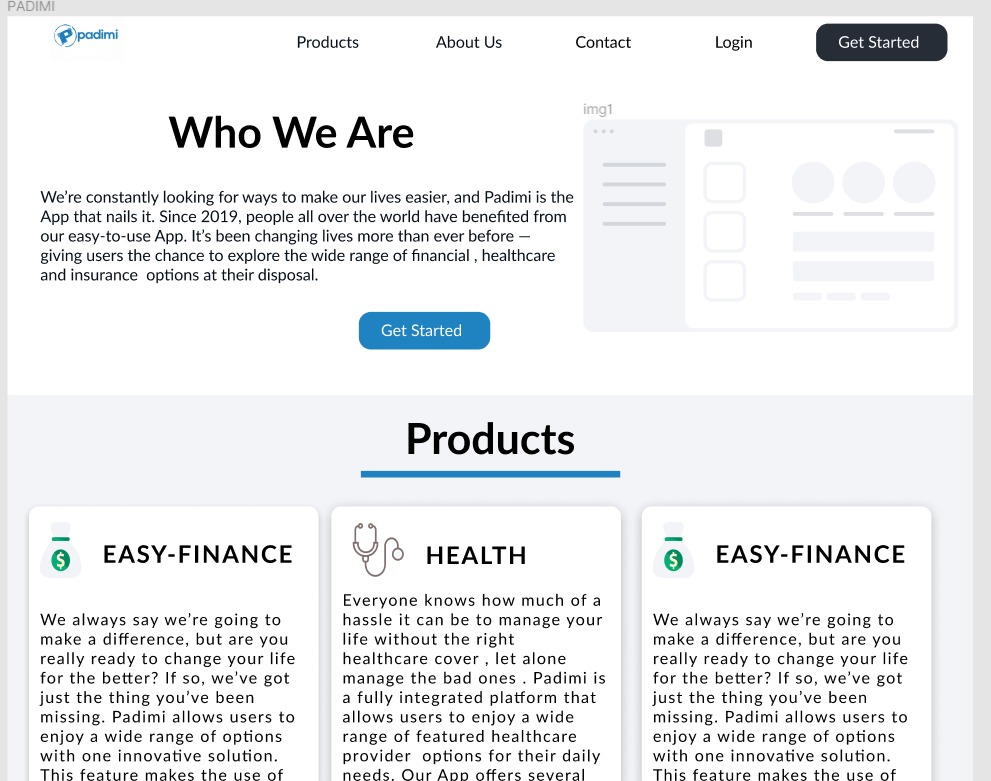 PADIMI
padimi
Products
About Us
Contact
Login
Get Started
Who We Are
img1
We’re constantly looking for ways to make our lives easier, and Padimi is the
App that nails it. Since 2019, people all over the world have benefited from
our easy-to-use App. It’s been changing lives more than ever before —
giving users the chance to explore the wide range of financial , healthcare
and insurance  options at their disposal.
Get Started
Products
EASY-FINANCE
We always say we’re going to
make a difference, but are you
really ready to change your life
for the better? If so, we’ve got
just the thing you’ve been
missing. Padimi allows users to
enjoy a wide range of options
with one innovative solution.
This feature makes the use of
HEALTH
Everyone knows how much of a
hassle it can be to manage your
life without the right
healthcare cover , let alone
manage the bad ones . Padimi is
a fully integrated platform that
allows users to enjoy a wide
range of featured healthcare
provider  options for their daily
needs. Our App offers several
EASY-FINANCE
We always say we’re going to
make a difference, but are you
really ready to change your life
for the better? If so, we’ve got
just the thing you’ve been
missing. Padimi allows users to
enjoy a wide range of options
with one innovative solution.
This feature makes the use of